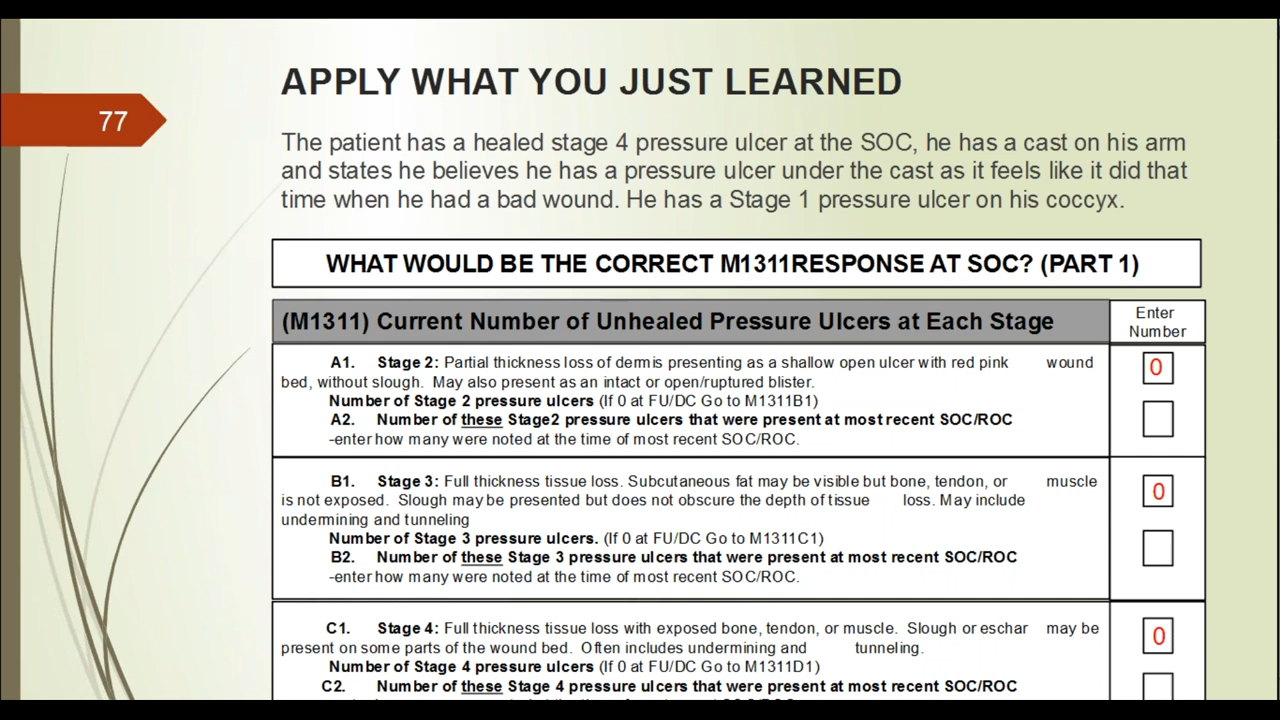 APPLY WHAT YOU JUST LEARNED
77
The patient has a healed stage 4 pressure ulcer at the SOC, he has a cast on his arm
and states he believes he has a pressure ulcer under the cast as it feels like it did that
time when he had a bad wound. He has a Stage 1 pressure ulcer on his coccyx.
WHAT WOULD BE THE CORRECT M1311RESPONSE AT SOC? (PART 1)
(M1311) Current Number of Unhealed Pressure Ulcers at Each Stage
Enter
Number
A1. Stage 2: Partial thickness loss of dermis presenting as a shallow open ulcer with red pink wound
bed, without slough. May also present as an intact or open/ruptured blister.
Number of Stage 2 pressure ulcers (If 0 at FU/DC Go to M1311B1)
0
A2. Number of these Stage2 pressure ulcers that were present at most recent SOC/ROC
-enter how many were noted at the time of most recent SOC/ROC.
B1. Stage 3: Full thickness tissue loss. Subcutaneous fat may be visible but bone, tendon, or muscle
is not exposed. Slough may be presented but does not obscure the depth of tissue loss. May include
undermining and tunneling
Number of Stage 3 pressure ulcers. (If 0 at FU/DC Go to M1311C1)
0
B2. Number of these Stage 3 pressure ulcers that were present at most recent SOC/ROC
-enter how many were noted at the time of most recent SOC/ROC.
C1. Stage 4: Full thickness tissue loss with exposed bone, tendon, or muscle. Slough or eschar may be
present on some parts of the wound bed. Often includes undermining and tunneling.
Number of Stage 4 pressure ulcers (If 0 at FU/DC Go to M1311D1)
0
C2. Number of these Stage 4 pressure ulcers that were present at most recent SOC/ROC